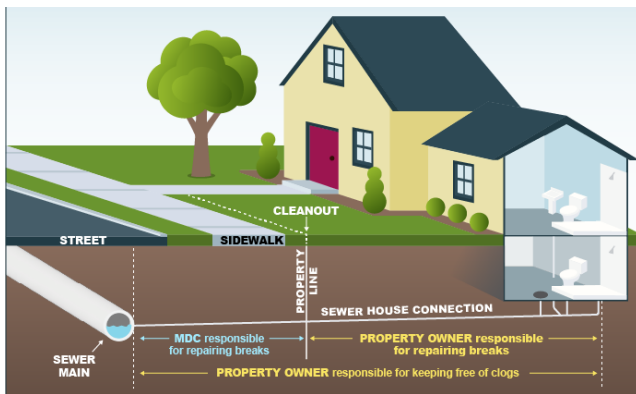 CLEANOUT
STREET
SIDEWALK
PROPERTY
LINE
SEWER HOUSE CONNECTION
SEWER
MAIN
MDC responsible
for repairing breaks
PROPERTY OWNER responsible
for repairing breaks
PROPERTY OWNER responsible for keeping free of clogs